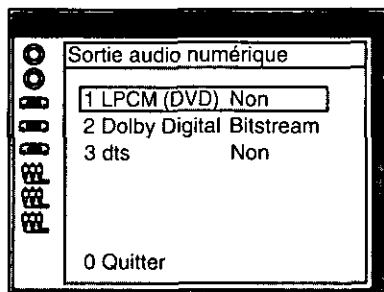 Sortie audio numérique
1 LPCM (DVD) Non
2 Dolby Digital Bitstream
3 dts Non
0 Quitter